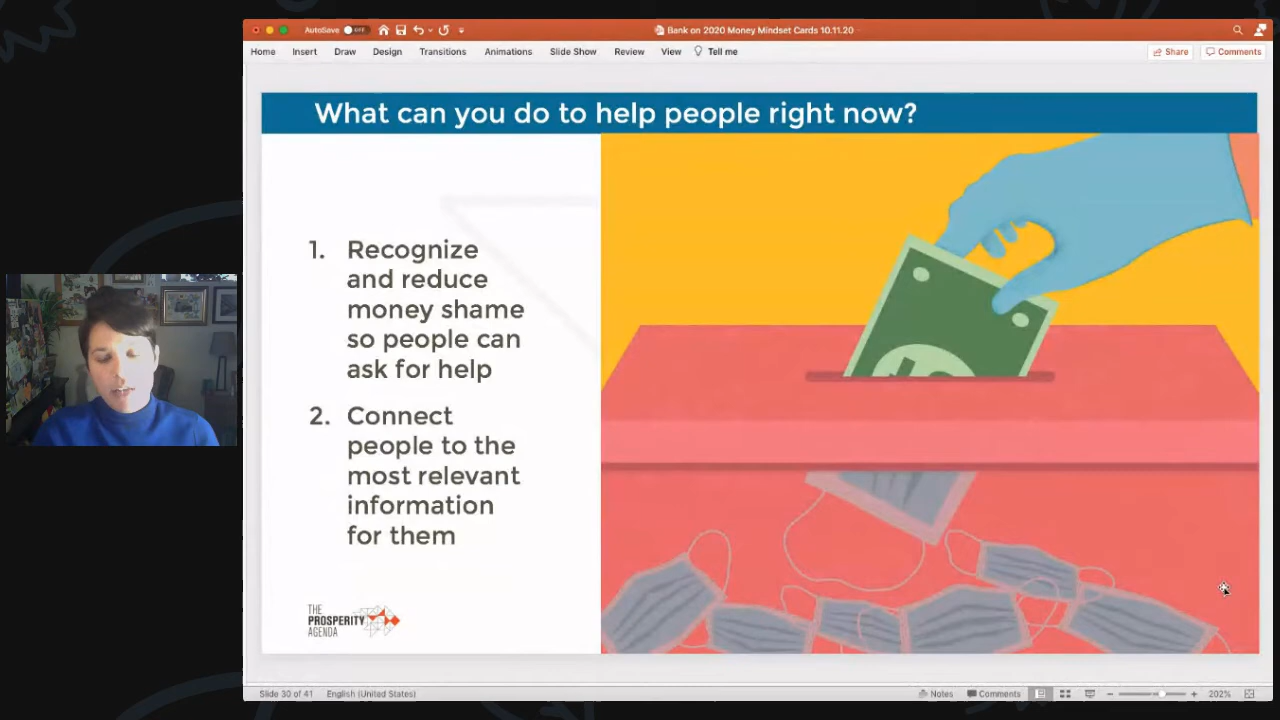 AutoSave OFF
Bank on 2020 Money Mindset Cards 10.11.20
Home Insert Draw Design Transitions Animations Slide Show Review View Tell me Share Comments
What can you do to help people right now?
1. Recognize
and reduce
money shame
so people can
ask for help
2. Connect
people to the
most relevant
information
for them
THE
PROSPERITY
AGENDA
Slide 30 of 41 English (United States) Notes Comments 202%